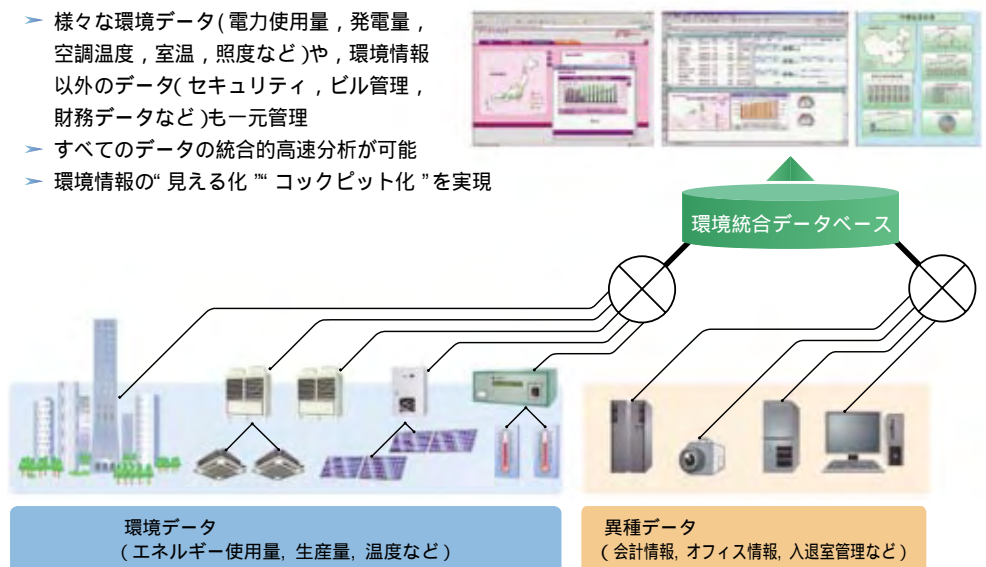 ➢ 様々な環境データ(電力使用量，発電量，
空調温度，室温，照度など)や，環境情報
以外のデータ(セキュリティ，ビル管理，
財務データなど)も一元管理
➢ すべてのデータの統合的高速分析が可能
➢ 環境情報の“見える化”“コックピット化”を実現
環境統合データベース
環境データ
(エネルギー使用量, 生産量, 温度など)
異種データ
(会計情報, オフィス情報, 入退室管理など)